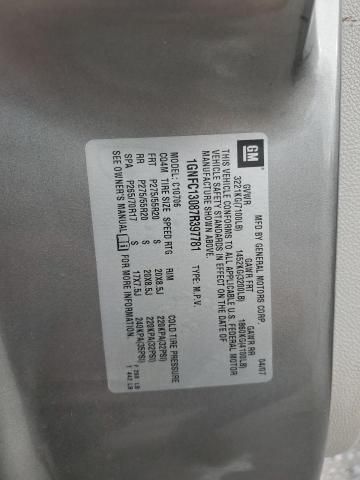 GM
MFD BY GENERAL MOTORS CORP. 04/07
GVWR GAWR FRT GAWR RR
3221KG(7100LB) 1452KG(3200LB) 1860KG(4100LB)
THIS VEHICLE CONFORMS TO ALL APPLICABLE U.S. FEDERAL MOTOR
VEHICLE SAFETY STANDARDS IN EFFECT ON THE DATE OF
MANUFACTURE SHOWN ABOVE.
1GNFC13087R397781 TYPE: M.P.V.
MODEL: C10706
CO4M TIRE SIZE SPEED RTG RIM COLD TIRE PRESSURE
FRT P275/55R20 S 20X8.5J 220KPA(32PSI)
RR P275/55R20 S 20X8.5J 220KPA(32PSI)
SPA P265/70R17 S 17X7.5J 240KPA(35PSI)
SEE OWNER'S MANUAL FOR MORE INFORMATION.